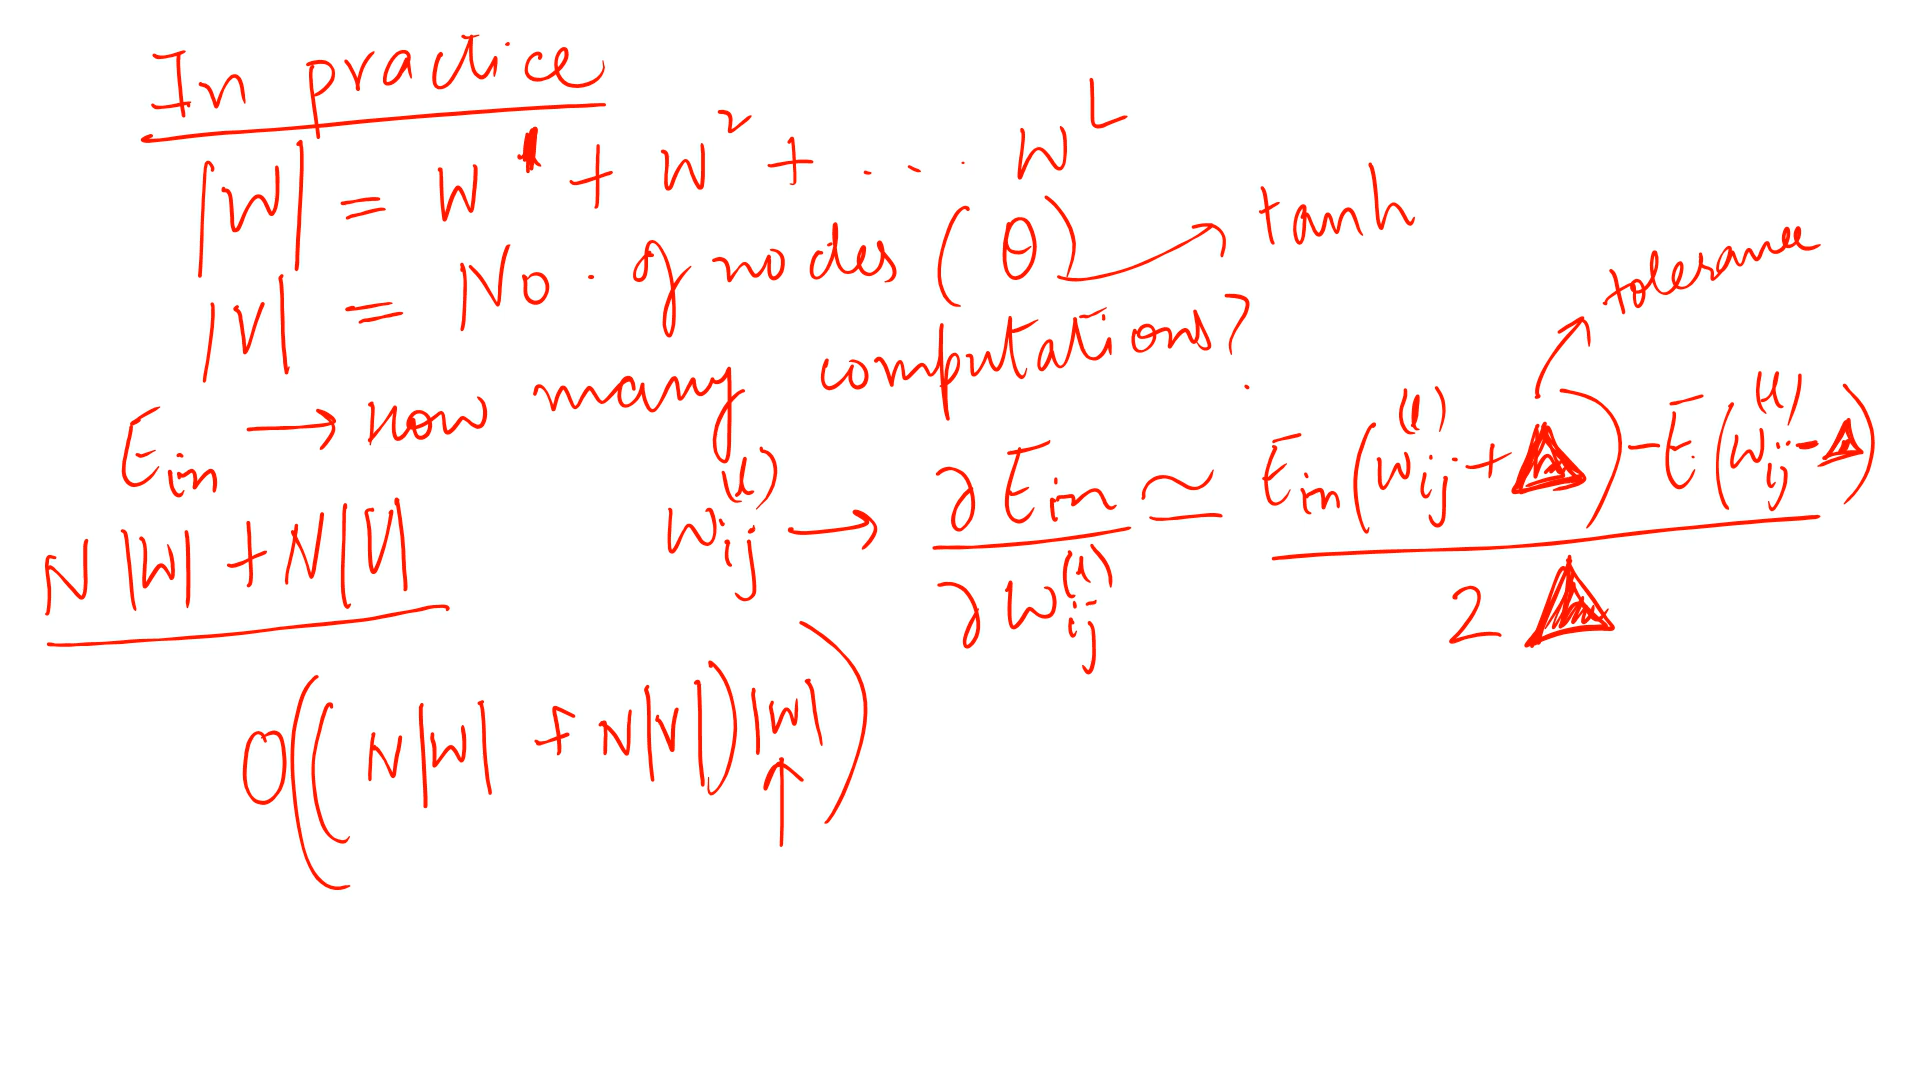 In practice
|W| = W¹ + W² + ... W^L
|V| = No. of nodes (θ) → tanh
tolerance
E_in → how many computations?
w_ij^(l) → ∂E_in / ∂w_ij^(l) ≃ (E_in(w_ij^(l) + Δ) - E(w_ij^(l) - Δ)) / 2Δ
N|W| + N|V|
O((N|W| + N|V|)|W|)
↑